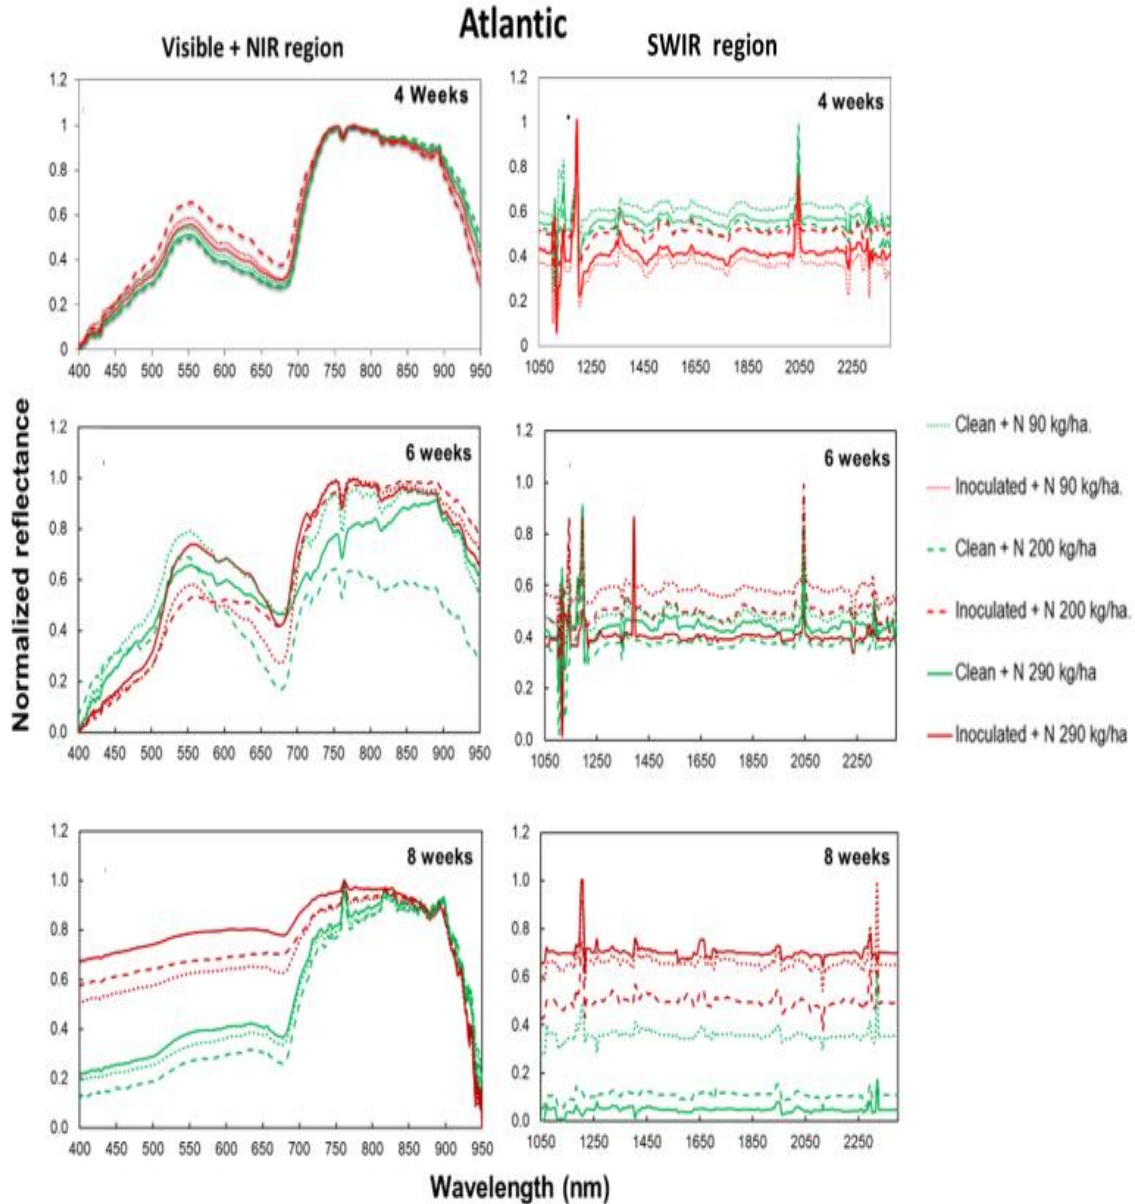 Atlantic
Visible + NIR region
SWIR region
1.2
1
0.8
0.6
0.4
0.2
0
4 Weeks
400 450 500 550 600 650 700 750 800 850 900 950
1.2
1
0.8
0.6
0.4
0.2
0
4 weeks
1050 1250 1450 1650 1850 2050 2250
Normalized reflectance
1.2
1.0
0.8
0.6
0.4
0.2
0.0
6 weeks
400 450 500 550 600 650 700 750 800 850 900 950
1.2
1.0
0.8
0.6
0.4
0.2
0.0
6 weeks
1050 1250 1450 1650 1850 2050 2250
Clean + N 90 kg/ha.
Inoculated + N 90 kg/ha.
Clean + N 200 kg/ha
Inoculated + N 200 kg/ha.
Clean + N 290 kg/ha
Inoculated + N 290 kg/ha
1.2
1.0
0.8
0.6
0.4
0.2
0.0
8 weeks
400 450 500 550 600 650 700 750 800 850 900 950
1.2
1.0
0.8
0.6
0.4
0.2
0.0
8 weeks
1050 1250 1450 1650 1850 2050 2250
Wavelength (nm)